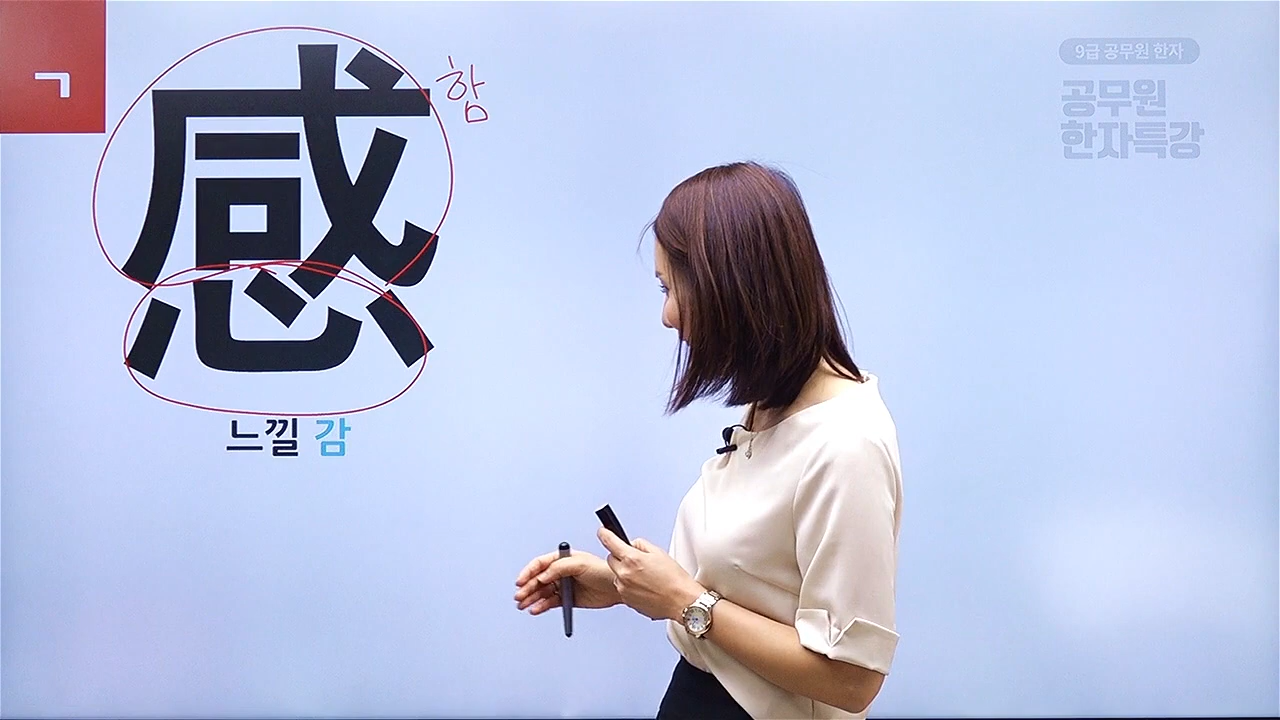 ㄱ
感
함
느낄 감
9급 공무원 한자
공무원
한자특강